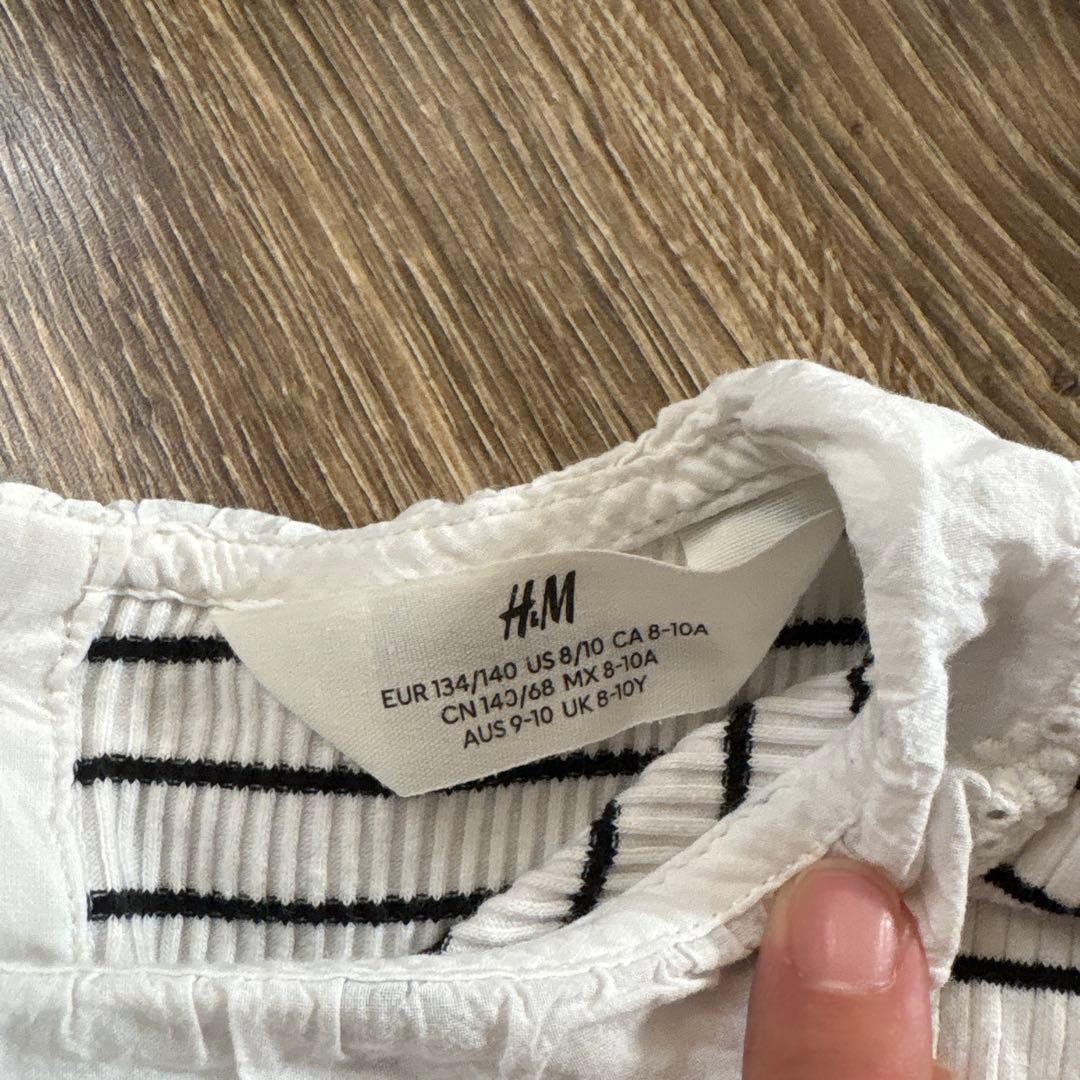 H&M
EUR 134/140 US 8/10 CA 8-10A
CN 140/68 MX 8-10A
AUS 9-10 UK 8-10Y